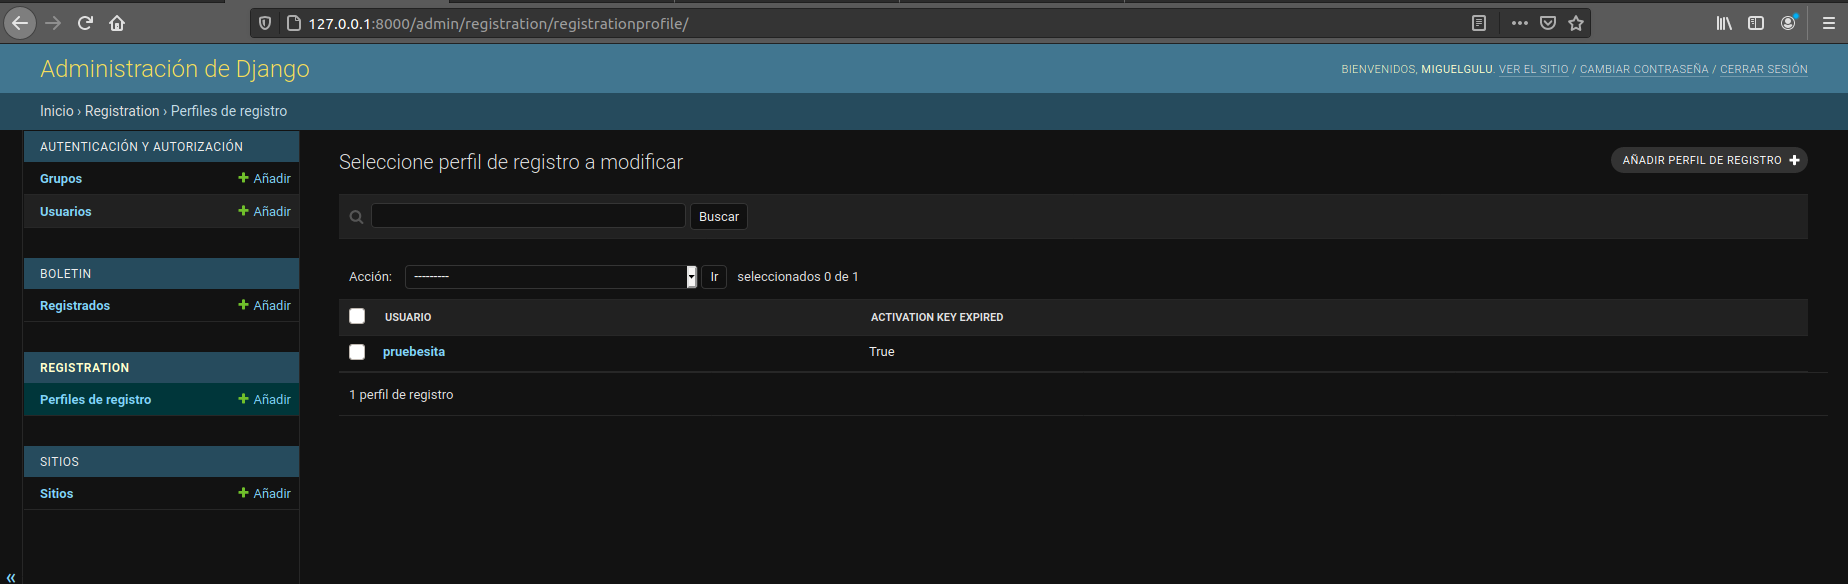 127.0.0.1:8000/admin/registration/registrationprofile/
Administración de Django
BIENVENIDOS, MIGUELGULU. VER EL SITIO / CAMBIAR CONTRASEÑA / CERRAR SESIÓN
Inicio › Registration › Perfiles de registro
AUTENTICACIÓN Y AUTORIZACIÓN
Grupos + Añadir
Usuarios + Añadir
BOLETIN
Registrados + Añadir
REGISTRATION
Perfiles de registro + Añadir
SITIOS
Sitios + Añadir
«
Seleccione perfil de registro a modificar
AÑADIR PERFIL DE REGISTRO +
Buscar
Acción: --------- Ir seleccionados 0 de 1
USUARIO ACTIVATION KEY EXPIRED
pruebesita True
1 perfil de registro